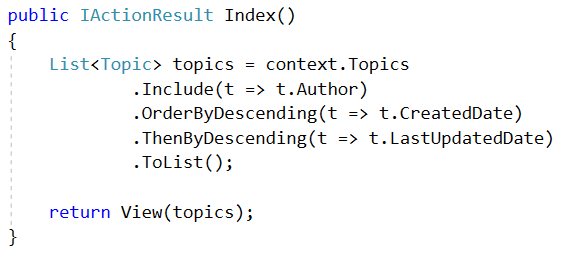 public IActionResult Index()
{
    List<Topic> topics = context.Topics
            .Include(t => t.Author)
            .OrderByDescending(t => t.CreatedDate)
            .ThenByDescending(t => t.LastUpdatedDate)
            .ToList();

    return View(topics);
}